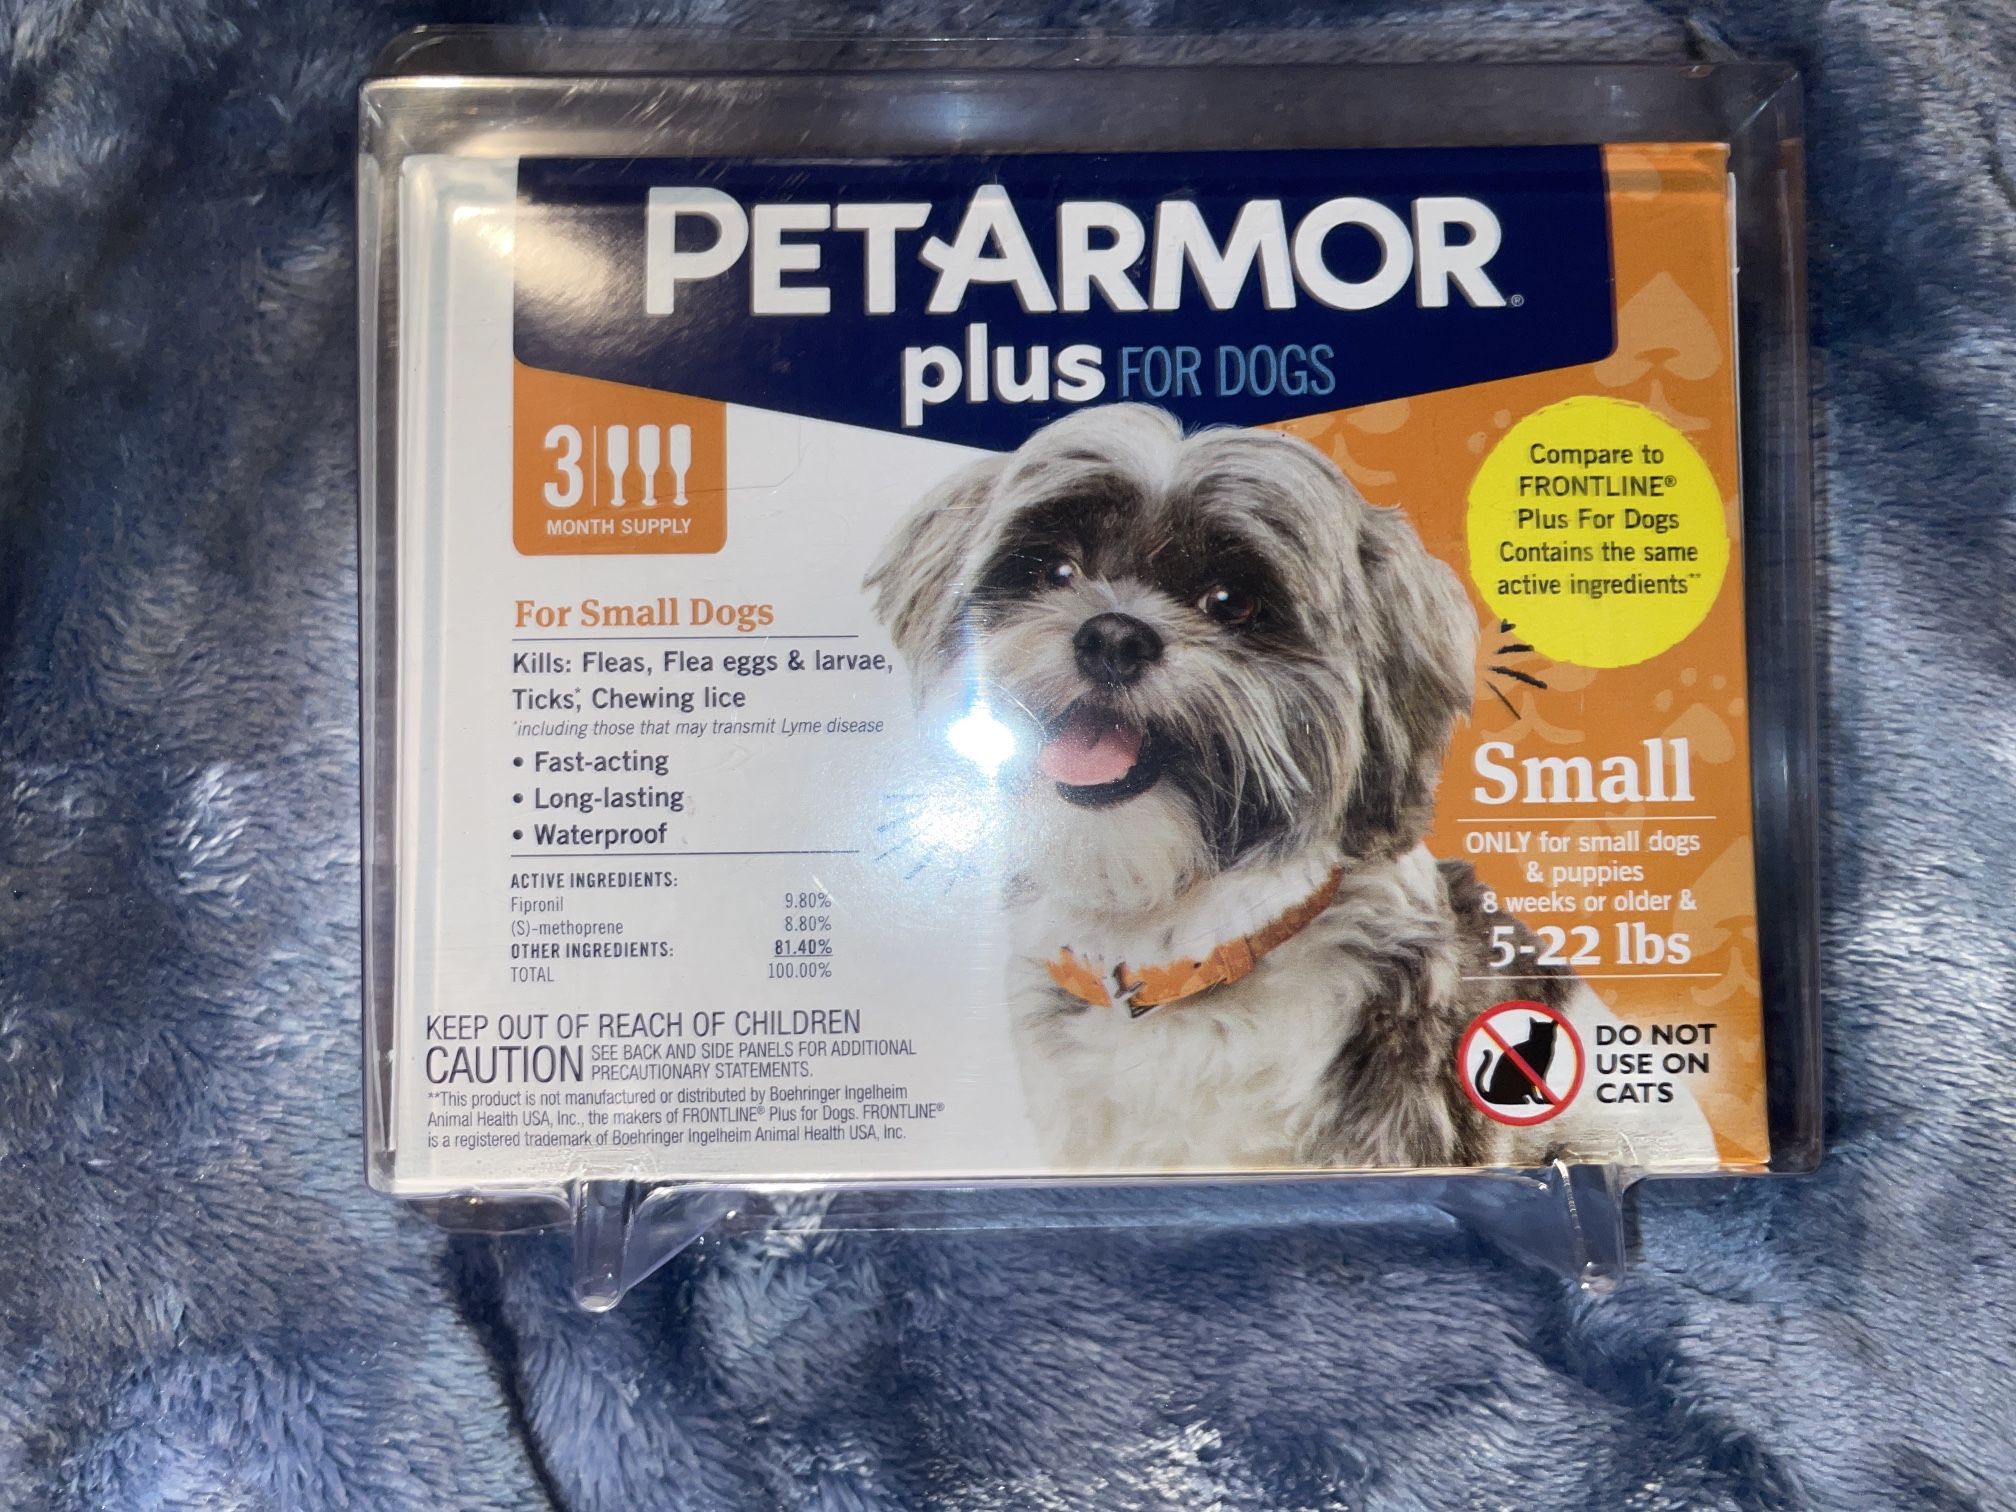 PETARMOR®
plus FOR DOGS
3
MONTH SUPPLY
Compare to
FRONTLINE®
Plus For Dogs
Contains the same
active ingredients**
For Small Dogs
Kills: Fleas, Flea eggs & larvae,
Ticks*, Chewing lice
*including those that may transmit Lyme disease
• Fast-acting
• Long-lasting
• Waterproof
ACTIVE INGREDIENTS:
Fipronil 9.80%
(S)-methoprene 8.80%
OTHER INGREDIENTS: 81.40%
TOTAL 100.00%
Small
ONLY for small dogs
& puppies
8 weeks or older &
5-22 lbs
DO NOT
USE ON
CATS
KEEP OUT OF REACH OF CHILDREN
CAUTION SEE BACK AND SIDE PANELS FOR ADDITIONAL
PRECAUTIONARY STATEMENTS.
**This product is not manufactured or distributed by Boehringer Ingelheim
Animal Health USA, Inc., the makers of FRONTLINE® Plus for Dogs. FRONTLINE®
is a registered trademark of Boehringer Ingelheim Animal Health USA, Inc.